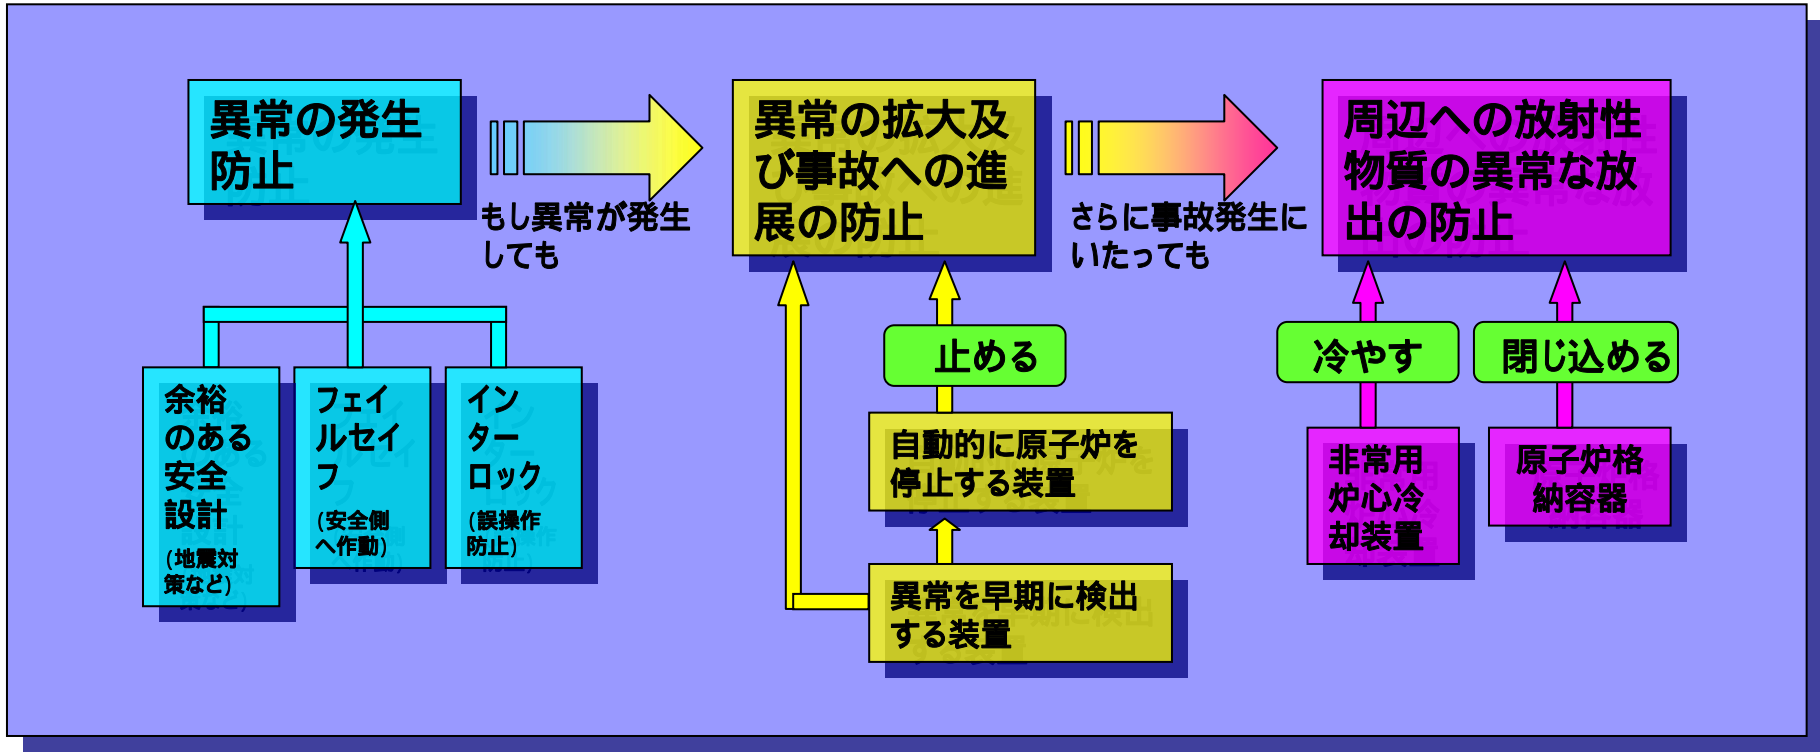 異常の発生
防止
もし異常が発生
しても
異常の拡大及
び事故への進
展の防止
さらに事故発生に
いたっても
周辺への放射性
物質の異常な放
出の防止
余裕
のある
安全
設計
(地震対
策など)
フェイ
ルセイ
フ
(安全側
へ作動)
イン
ター
ロック
(誤操作
防止)
止める
自動的に原子炉を
停止する装置
異常を早期に検出
する装置
冷やす
非常用
炉心冷
却装置
閉じ込める
原子炉格
納容器